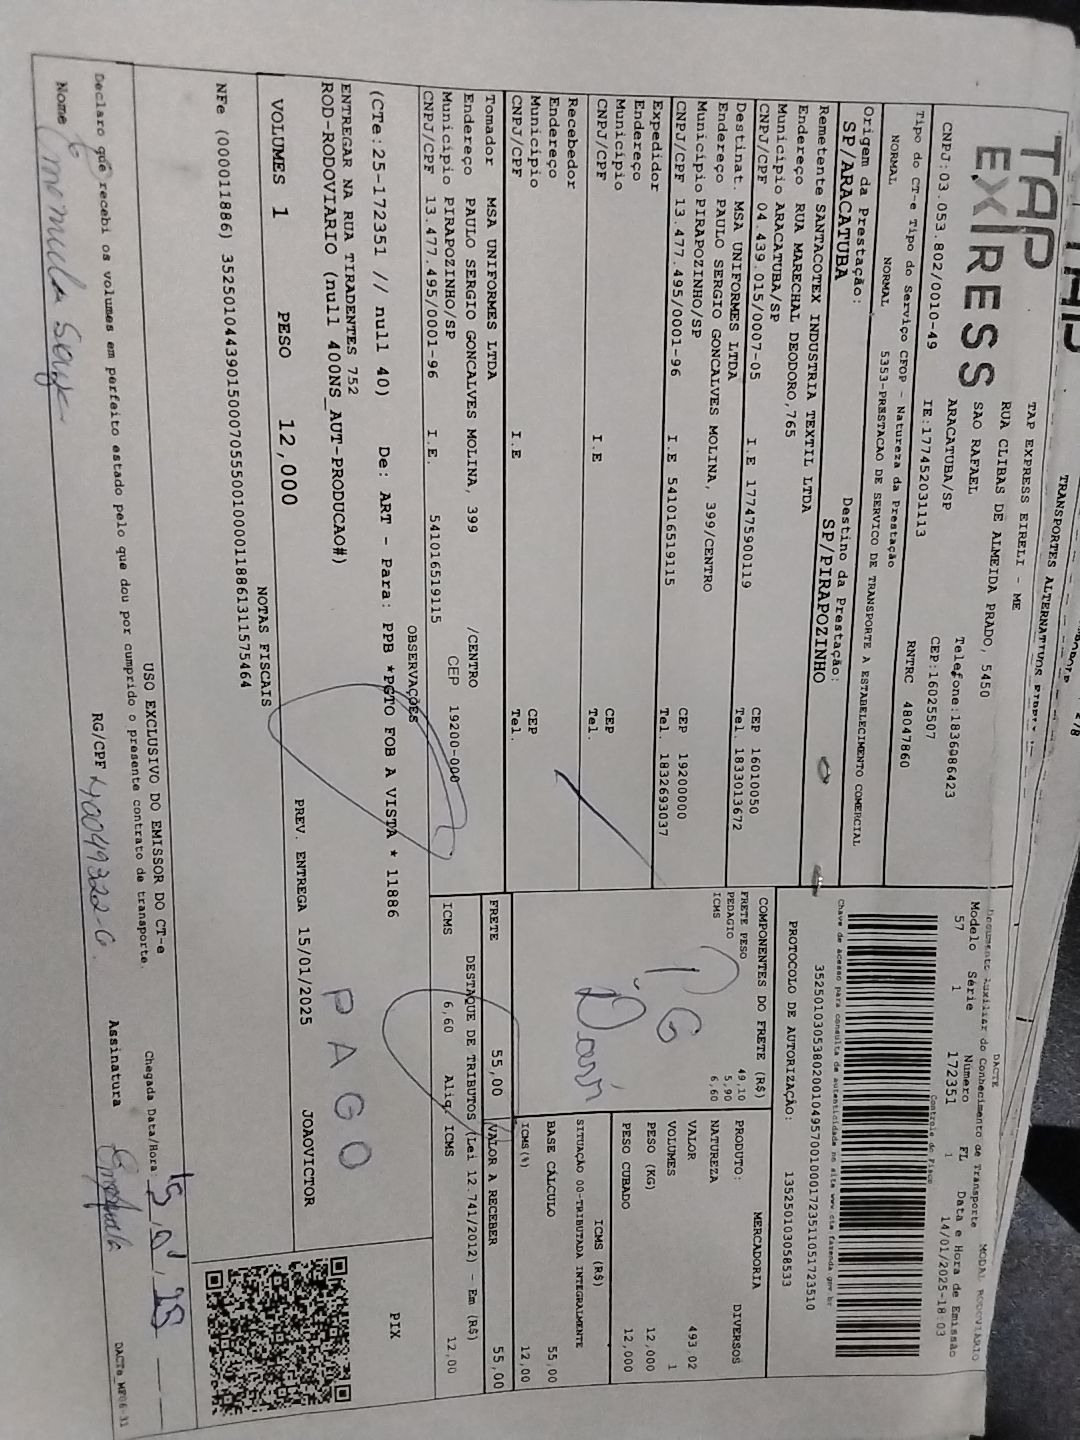 TRANSPORTES ALTERNATIVOS
TAP EXPRESS
TAP EXPRESS EIRELI - ME
RUA CLIBAS DE ALMEIDA PRADO, 5450
SAO RAFAEL
ARACATUBA/SP
Telefone:1836086423
CEP:16025507
CNPJ:03.053.802/0010-49
IE:177452031113
RNTRC 48047860
Tipo do CT-e Tipo do Serviço CFOP - Natureza da Prestação
NORMAL NORMAL 5353-PRESTACAO DE SERVICO DE TRANSPORTE A ESTABELECIMENTO COMERCIAL
Origem da Prestação: Destino da Prestação:
SP/ARACATUBA SP/PIRAPOZINHO
DACTE MODAL RODOVIÁRIO
Documento Auxiliar do Conhecimento de Transporte
Modelo Série Número FL Data e Hora de Emissão
57 1 172351 1 14/01/2025-18:03
Controle do Fisco
Chave de acesso para consulta de autenticidade no site www.cte.fazenda.gov.br
35250103053802001049570010001723511051723510
PROTOCOLO DE AUTORIZAÇÃO: 135250103058533
Remetente SANTACOTEX INDUSTRIA TEXTIL LTDA
Endereço RUA MARECHAL DEODORO,765
Município ARACATUBA/SP CEP 16010050
CNPJ/CPF 04.439.015/0007-05 I.E 177475900119 Tel. 1833013672
Destinat. MSA UNIFORMES LTDA
Endereço PAULO SERGIO GONCALVES MOLINA, 399/CENTRO
Município PIRAPOZINHO/SP CEP 19200000
CNPJ/CPF 13.477.495/0001-96 I.E 541016519115 Tel. 1832693037
Expedidor
Endereço
Município CEP
CNPJ/CPF I.E Tel.
Recebedor
Endereço
Município CEP
CNPJ/CPF I.E Tel.
Tomador MSA UNIFORMES LTDA
Endereço PAULO SERGIO GONCALVES MOLINA, 399 /CENTRO
Município PIRAPOZINHO/SP CEP 19200-000
CNPJ/CPF 13.477.495/0001-96 I.E. 541016519115
COMPONENTES DO FRETE (R$)
FRETE PESO 49,10
PEDAGIO 5,90
ICMS 6,60
PG
MERCADORIA
PRODUTO: DIVERSOS
NATUREZA
VALOR 493,02
VOLUMES 1
PESO (KG) 12,000
PESO CUBADO 12,000
ICMS (R$)
SITUAÇÃO 00-TRIBUTADA INTEGRALMENTE
BASE CÁLCULO 55,00
ICMS(%) 12,00
FRETE 55,00 VALOR A RECEBER 55,00
DESTAQUE DE TRIBUTOS (Lei 12.741/2012) - Em (R$)
ICMS 6,60 Aliq. ICMS 12,00
OBSERVAÇÕES
(CTe:25-172351 // null 40) De: ART - Para: PPB *PGTO FOB A VISTA * 11886
ENTREGAR NA RUA TIRADENTES 752
ROD-RODOVIARIO (null 400NS_AUT-PRODUCAO#)
PAGO
PIX
VOLUMES 1 PESO 12,000 PREV. ENTREGA 15/01/2025 JOAOVICTOR
NOTAS FISCAIS
NFe (000011886) 35250104439015000705550010000118861311575464
USO EXCLUSIVO DO EMISSOR DO CT-e
Declaro que recebi os volumes em perfeito estado pelo que dou por cumprido o presente contrato de transporte.
Chegada Data/Hora: 15/01/25
Nome RG/CPF 40049322-6 Assinatura
DACTe_MP06-31